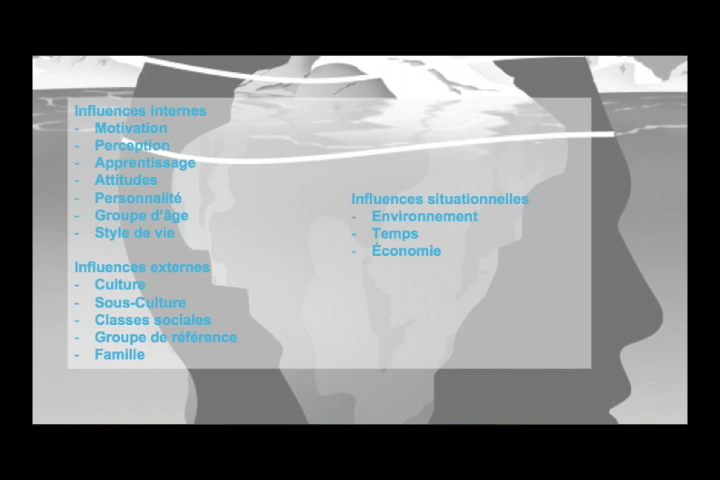 Influences internes
- Motivation
- Perception
- Apprentissage
- Attitudes
- Personnalité
- Groupe d'âge
- Style de vie
Influences externes
- Culture
- Sous-Culture
- Classes sociales
- Groupe de référence
- Famille
Influences situationnelles
- Environnement
- Temps
- Économie